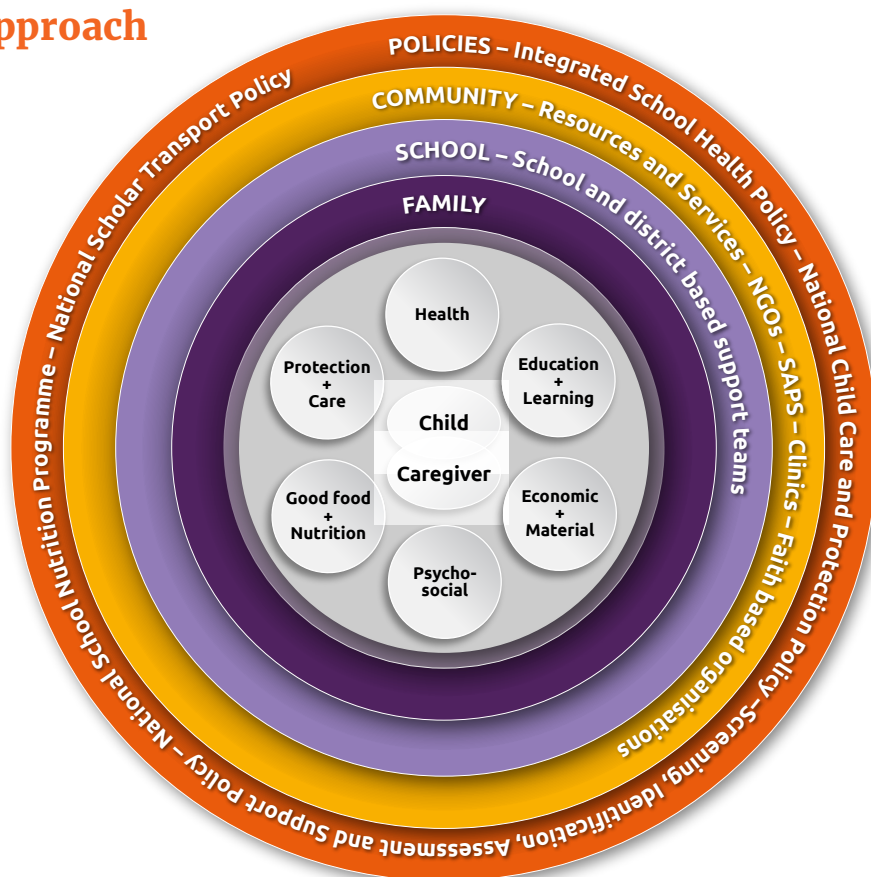 pproach
POLICIES – Integrated School Health Policy – National Child Care and Protection Policy –Screening, Identification, Assessment and Support Policy – National School Nutrition Programme – National Scholar Transport Policy
COMMUNITY – Resources and Services – NGOs – SAPS – Clinics – Faith based organisations
SCHOOL – School and district based support teams
FAMILY
Health
Protection
+
Care
Education
+
Learning
Child
Caregiver
Good food
+
Nutrition
Economic
+
Material
Psycho-
social